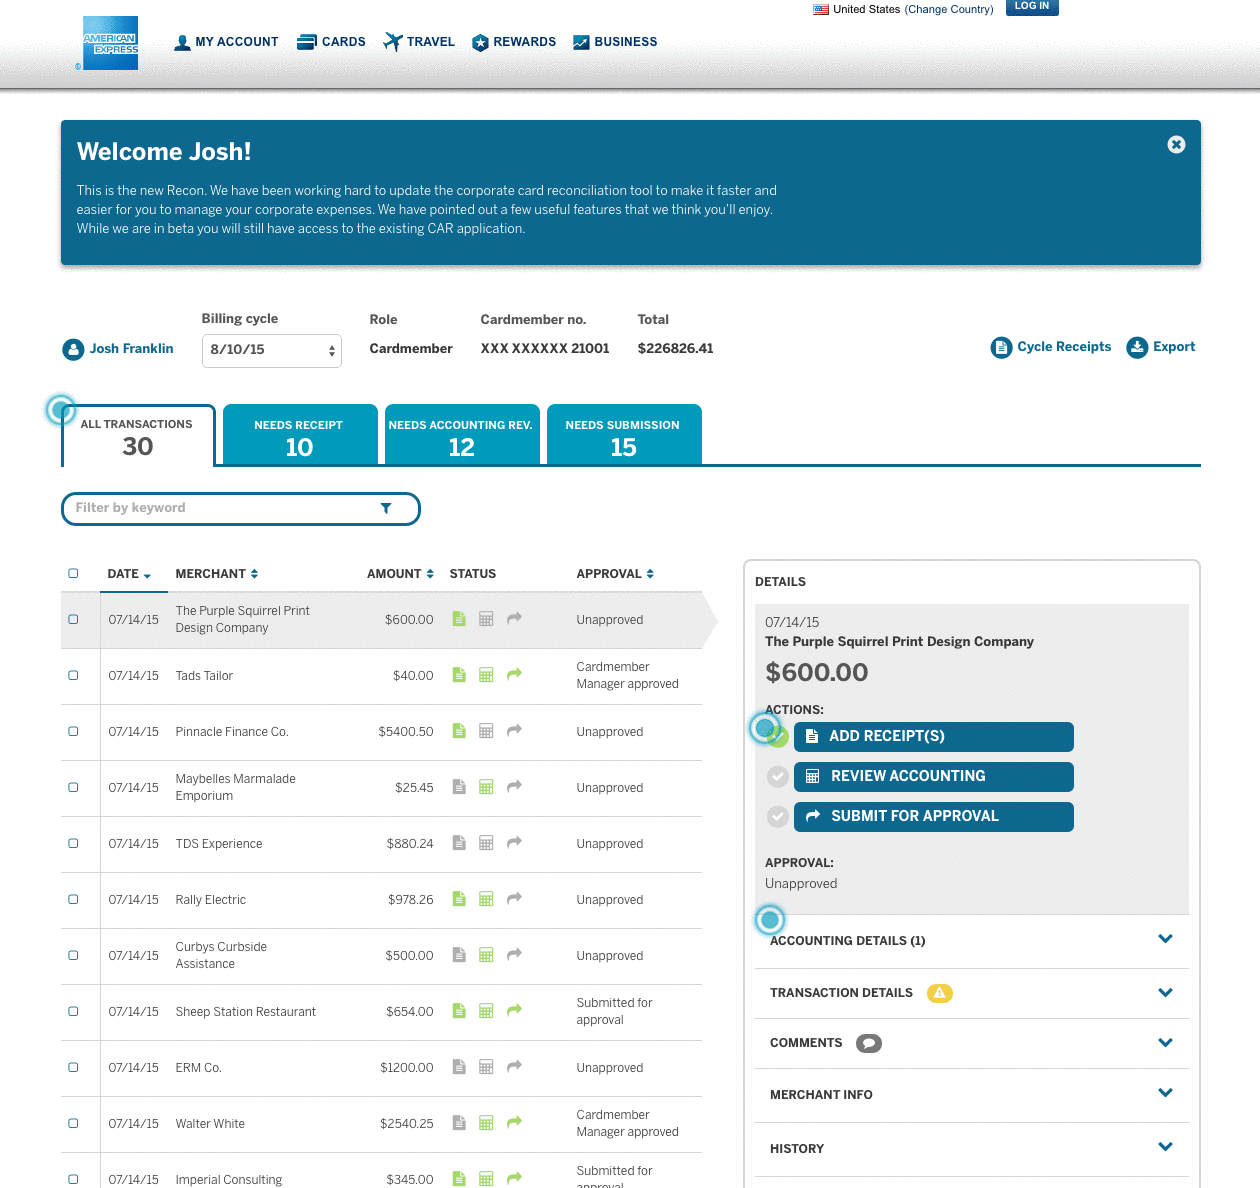 United States (Change Country) LOG IN
AMERICAN EXPRESS ®
MY ACCOUNT CARDS TRAVEL REWARDS BUSINESS
Welcome Josh!
This is the new Recon. We have been working hard to update the corporate card reconciliation tool to make it faster and
easier for you to manage your corporate expenses. We have pointed out a few useful features that we think you'll enjoy.
While we are in beta you will still have access to the existing CAR application.
Billing cycle Role Cardmember no. Total
Josh Franklin 8/10/15 Cardmember XXX XXXXXX 21001 $226826.41 Cycle Receipts Export
ALL TRANSACTIONS NEEDS RECEIPT NEEDS ACCOUNTING REV. NEEDS SUBMISSION
30 10 12 15
Filter by keyword
DATE MERCHANT AMOUNT STATUS APPROVAL
07/14/15 The Purple Squirrel Print $600.00 Unapproved
Design Company
07/14/15 Tads Tailor $40.00 Cardmember
Manager approved
07/14/15 Pinnacle Finance Co. $5400.50 Unapproved
07/14/15 Maybelles Marmalade $25.45 Unapproved
Emporium
07/14/15 TDS Experience $880.24 Unapproved
07/14/15 Rally Electric $978.26 Unapproved
07/14/15 Curbys Curbside $500.00 Unapproved
Assistance
07/14/15 Sheep Station Restaurant $654.00 Submitted for
approval
07/14/15 ERM Co. $1200.00 Unapproved
07/14/15 Walter White $2540.25 Cardmember
Manager approved
07/14/15 Imperial Consulting $345.00 Submitted for
approval
DETAILS
07/14/15
The Purple Squirrel Print Design Company
$600.00
ACTIONS:
ADD RECEIPT(S)
REVIEW ACCOUNTING
SUBMIT FOR APPROVAL
APPROVAL:
Unapproved
ACCOUNTING DETAILS (1)
TRANSACTION DETAILS
COMMENTS
MERCHANT INFO
HISTORY